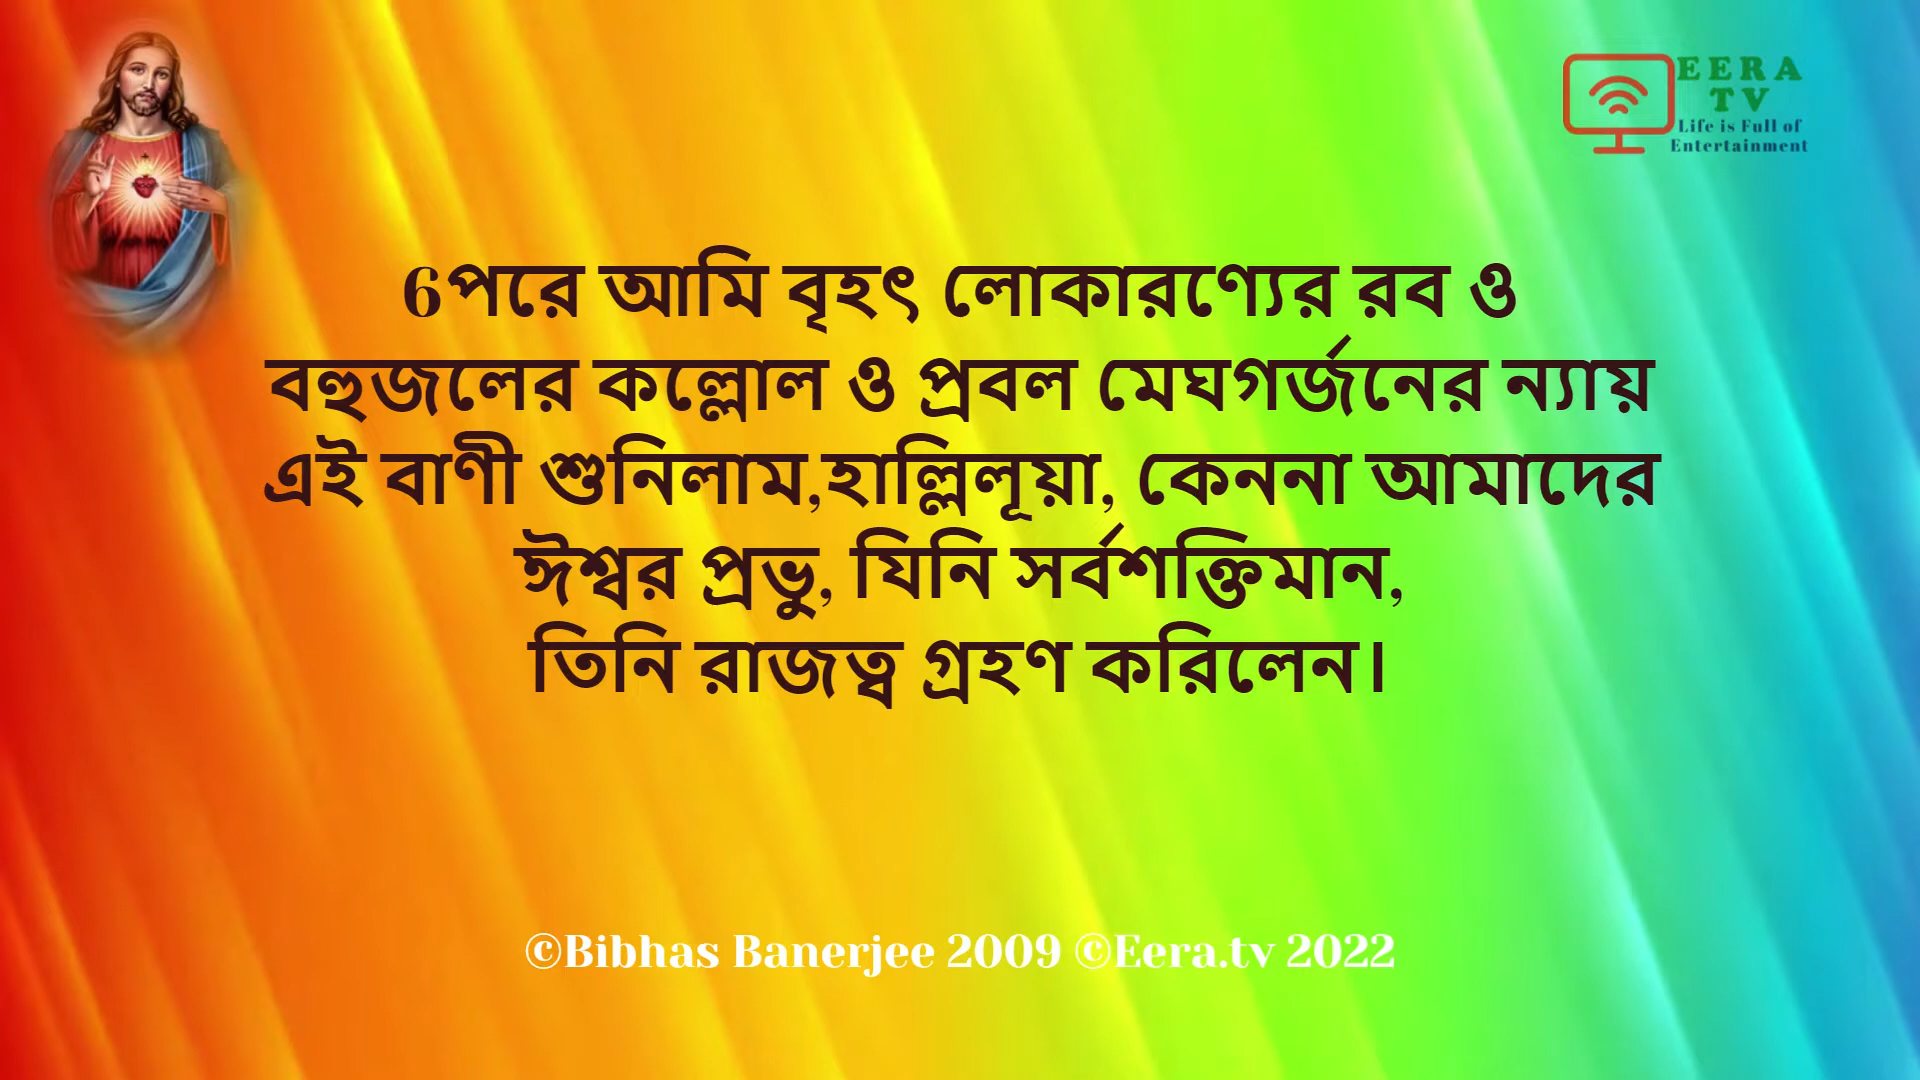 EERA
TV
Life is Full of
Entertainment
6পরে আমি বৃহৎ লোকারণ্যের রব ও
বহুজলের কল্লোল ও প্রবল মেঘগর্জনের ন্যায়
এই বাণী শুনিলাম,হাল্লিলূয়া, কেননা আমাদের
ঈশ্বর প্রভু, যিনি সর্বশক্তিমান,
তিনি রাজত্ব গ্রহণ করিলেন।
©Bibhas Banerjee 2009 ©Eera.tv 2022